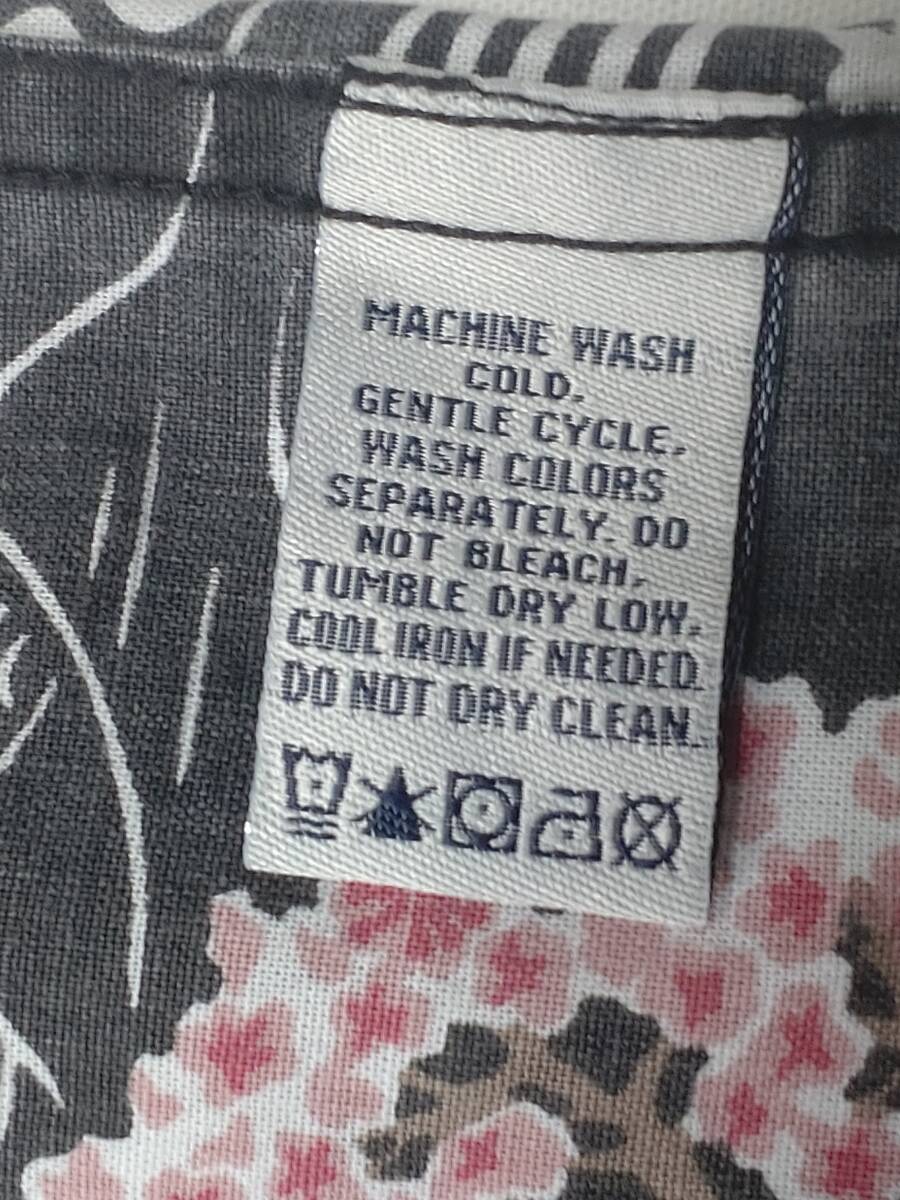 MACHINE WASH
COLD.
GENTLE CYCLE.
WASH COLORS
SEPARATELY. DO
NOT BLEACH.
TUMBLE DRY LOW.
COOL IRON IF NEEDED.
DO NOT DRY CLEAN.